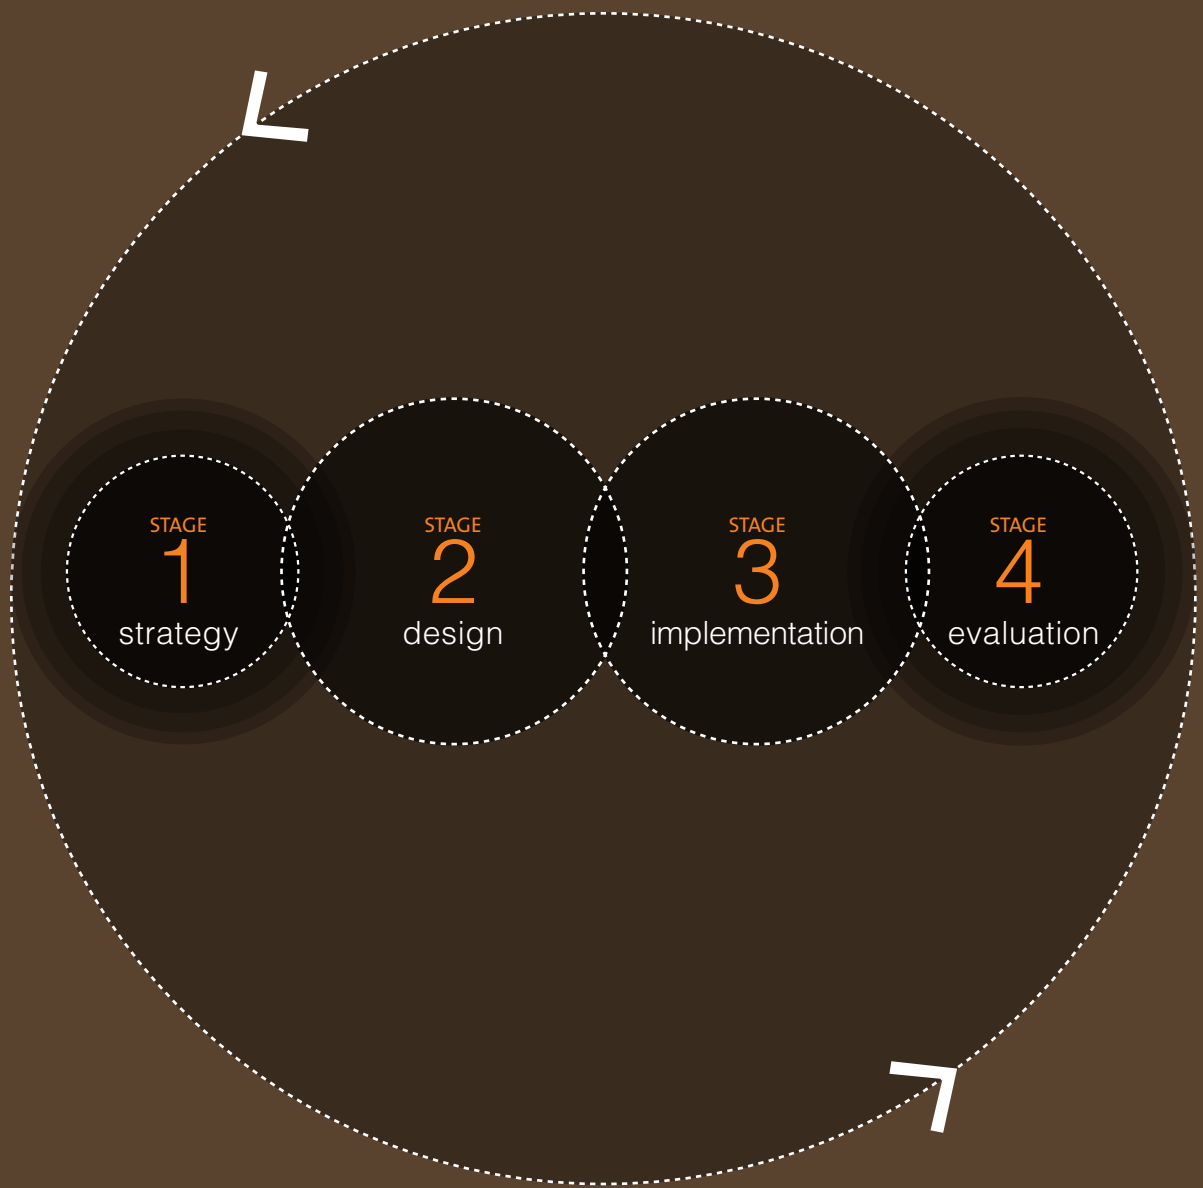 STAGE
1
strategy
STAGE
2
design
STAGE
3
implementation
STAGE
4
evaluation